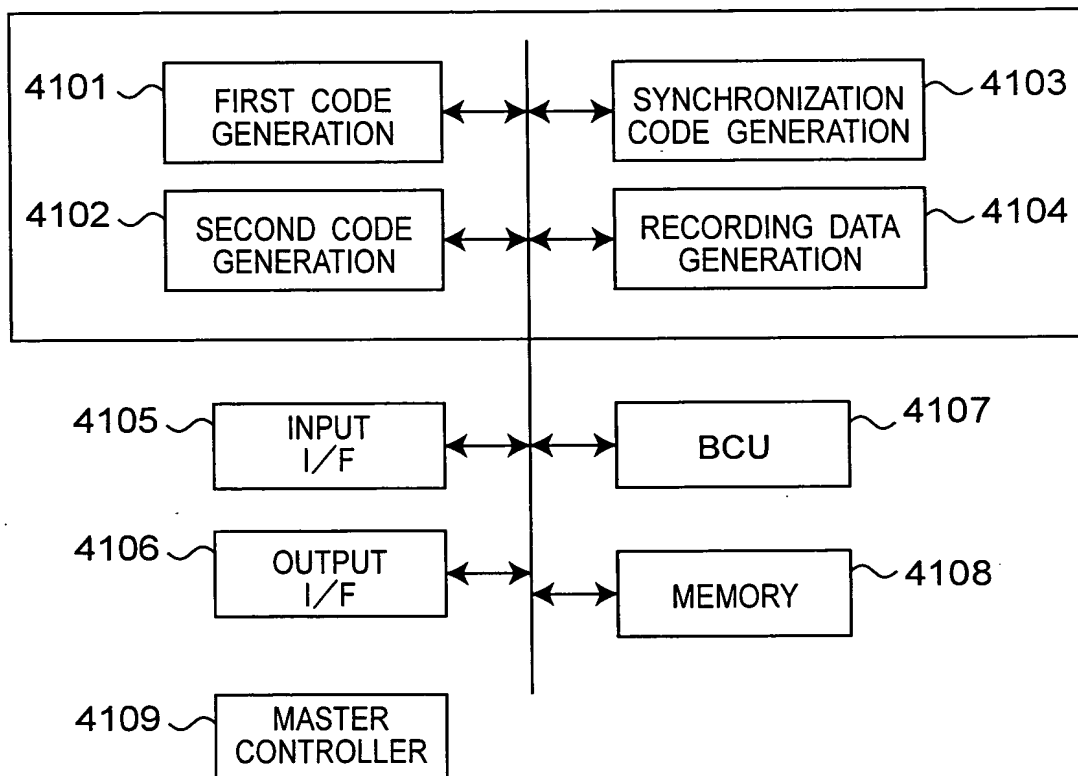 4101
FIRST CODE
GENERATION
4103
SYNCHRONIZATION
CODE GENERATION
4102
SECOND CODE
GENERATION
4104
RECORDING DATA
GENERATION
4105
INPUT
I/F
4107
BCU
4106
OUTPUT
I/F
4108
MEMORY
4109
MASTER
CONTROLLER